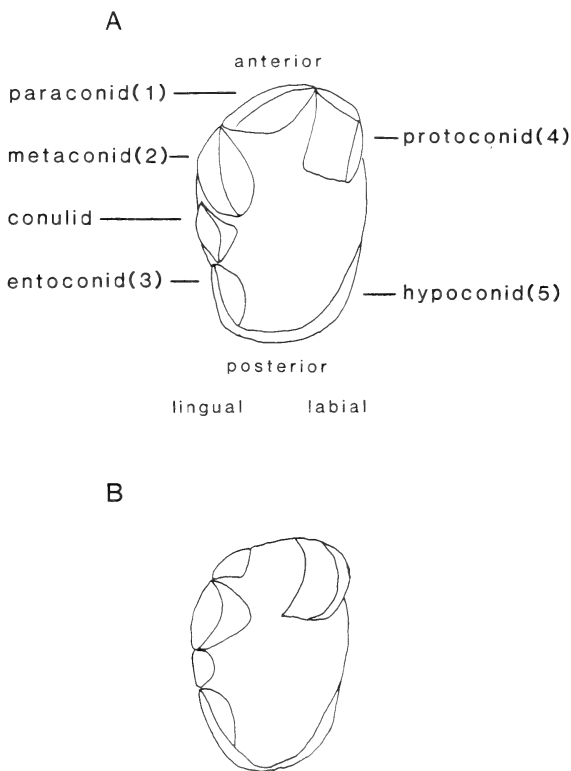 A
anterior
paraconid(1)
protoconid(4)
metaconid(2)
conulid
entoconid(3)
hypoconid(5)
posterior
lingual labial
B